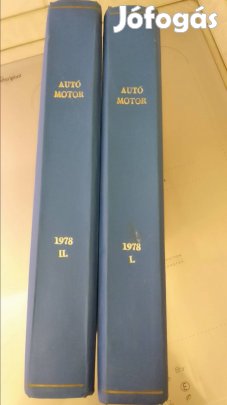 Jófogás
AUTÓ
MOTOR
1978
II.
AUTÓ
MOTOR
1978
I.